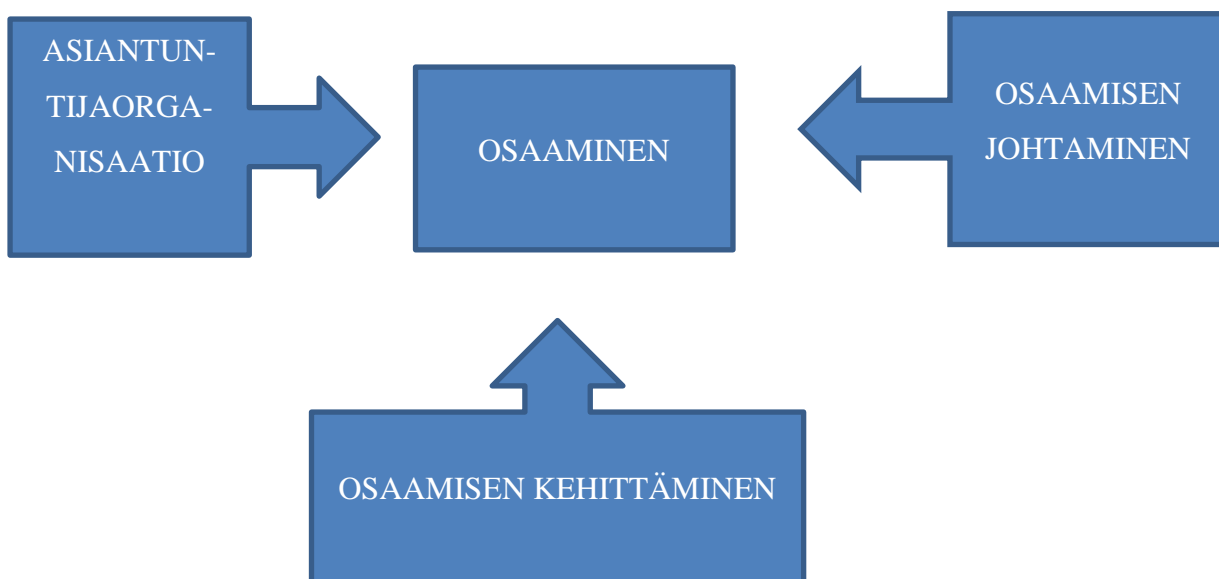 ASIANTUN-
TIJAORGA-
NISAATIO
OSAAMINEN
OSAAMISEN
JOHTAMINEN
OSAAMISEN KEHITTÄMINEN